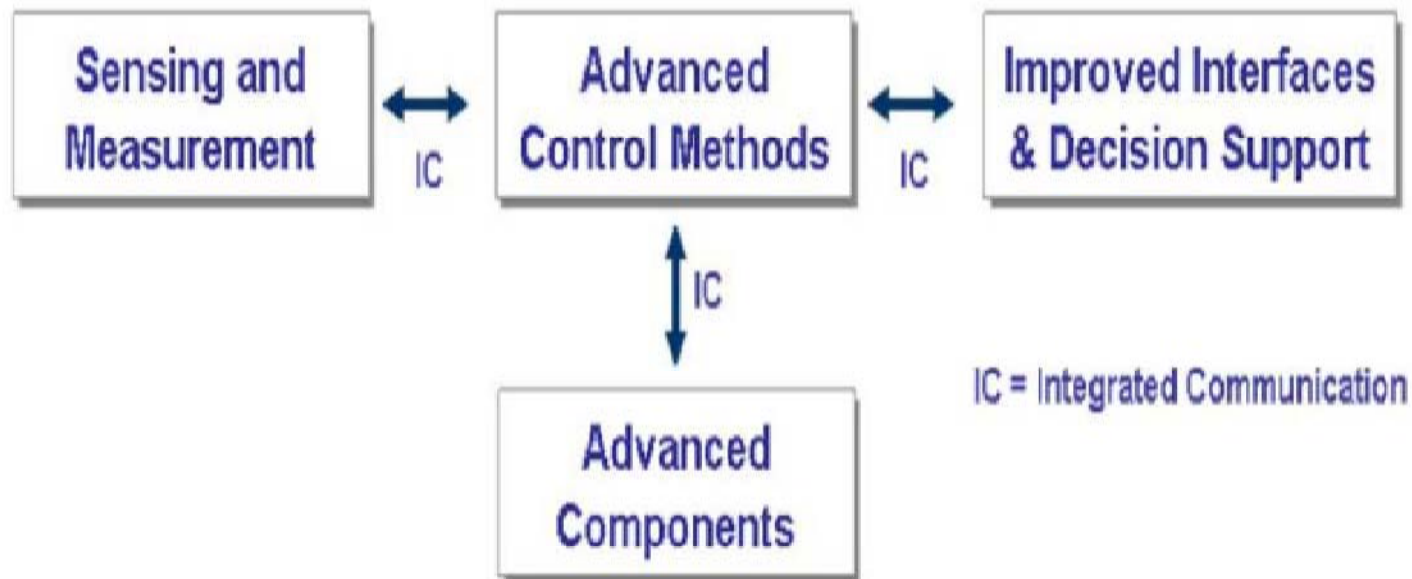 Sensing and
Measurement
IC
Advanced
Control Methods
IC
Improved Interfaces
& Decision Support
IC
IC = Integrated Communication
Advanced
Components